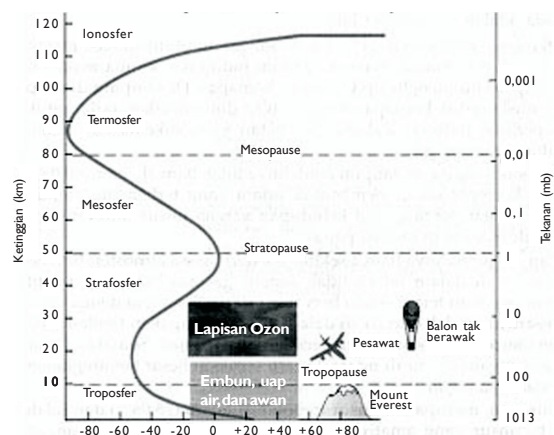 120
Ionosfer
110
0,001
100
90
Termosfer
80
Mesopause
0,01
70
Mesosfer
60
0,1
50
Stratopause
1
40
Strafosfer
30
Lapisan Ozon
10
Pesawat
Balon tak
berawak
20
Tropopause
Embun, uap
air, dan awan
10
100
Troposfer
Mount
Everest
1013
-80
-60
-40
-20
0
+20
+40
+60
+80
Ketinggian (km)
Tekanan (mb)